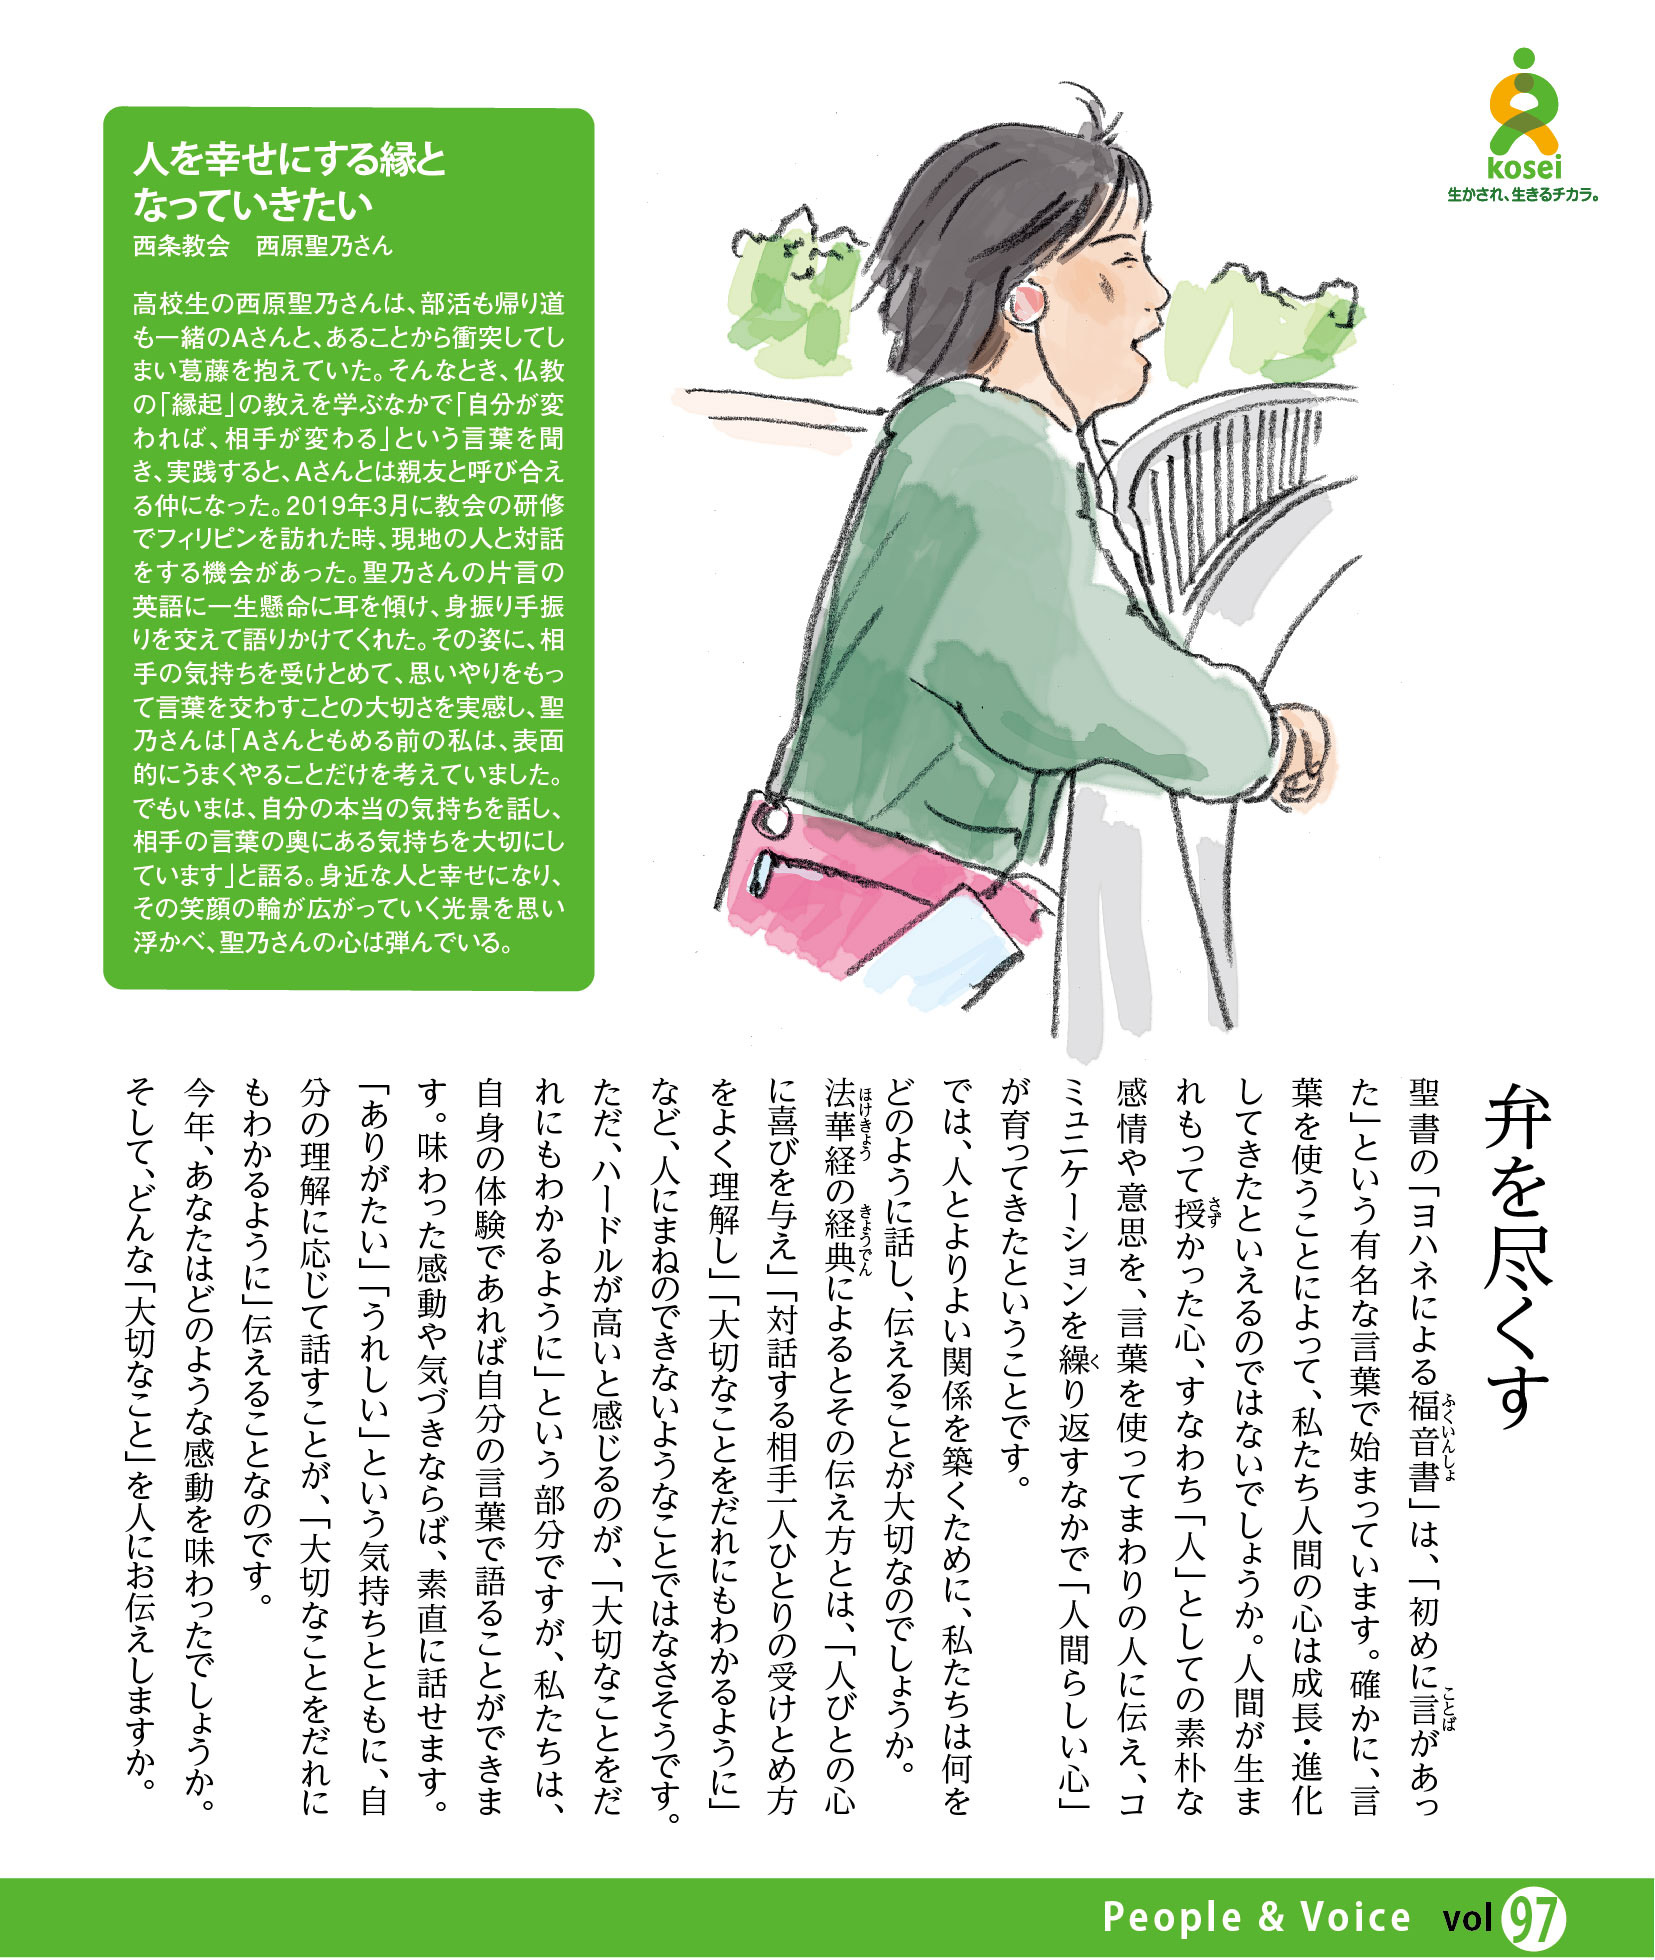 kosei
生かされ、生きるチカラ。
人を幸せにする縁と
なっていきたい
西条教会　西原聖乃さん
高校生の西原聖乃さんは、部活も帰り道
も一緒のAさんと、あることから衝突してし
まい葛藤を抱えていた。そんなとき、仏教
の「縁起」の教えを学ぶなかで「自分が変
われば、相手が変わる」という言葉を聞
き、実践すると、Aさんとは親友と呼び合え
る仲になった。2019年3月に教会の研修
でフィリピンを訪れた時、現地の人と対話
をする機会があった。聖乃さんの片言の
英語に一生懸命に耳を傾け、身振り手振
りを交えて語りかけてくれた。その姿に、相
手の気持ちを受けとめて、思いやりをもっ
て言葉を交わすことの大切さを実感し、聖
乃さんは「Aさんともめる前の私は、表面
的にうまくやることだけを考えていました。
でもいまは、自分の本当の気持ちを話し、
相手の言葉の奥にある気持ちを大切にし
ています」と語る。身近な人と幸せになり、
その笑顔の輪が広がっていく光景を思い
浮かべ、聖乃さんの心は弾んでいる。
弁を尽くす
聖書の「ヨハネによる福音書」は、「初めに言があっ
ふくいんしょ
ことば
た」という有名な言葉で始まっています。確かに、言
葉を使うことによって、私たち人間の心は成長・進化
してきたといえるのではないでしょうか。人間が生ま
れもって授かった心、すなわち「人」としての素朴な
さず
感情や意思を、言葉を使ってまわりの人に伝え、コ
ミュニケーションを繰り返すなかで「人間らしい心」
く
が育ってきたということです。
では、人とよりよい関係を築くために、私たちは何を
どのように話し、伝えることが大切なのでしょうか。
法華経の経典によるとその伝え方とは、「人びとの心
ほけきょう
きょうでん
に喜びを与え」「対話する相手一人ひとりの受けとめ方
をよく理解し」「大切なことをだれにもわかるように」
など、人にまねのできないようなことではなさそうです。
ただ、ハードルが高いと感じるのが、「大切なことをだ
れにもわかるように」という部分ですが、私たちは、
自身の体験であれば自分の言葉で語ることができま
す。味わった感動や気づきならば、素直に話せます。
「ありがたい」「うれしい」という気持ちとともに、自
分の理解に応じて話すことが、「大切なことをだれに
もわかるように」伝えることなのです。
今年、あなたはどのような感動を味わったでしょうか。
そして、どんな「大切なこと」を人にお伝えしますか。
People & Voice vol 97